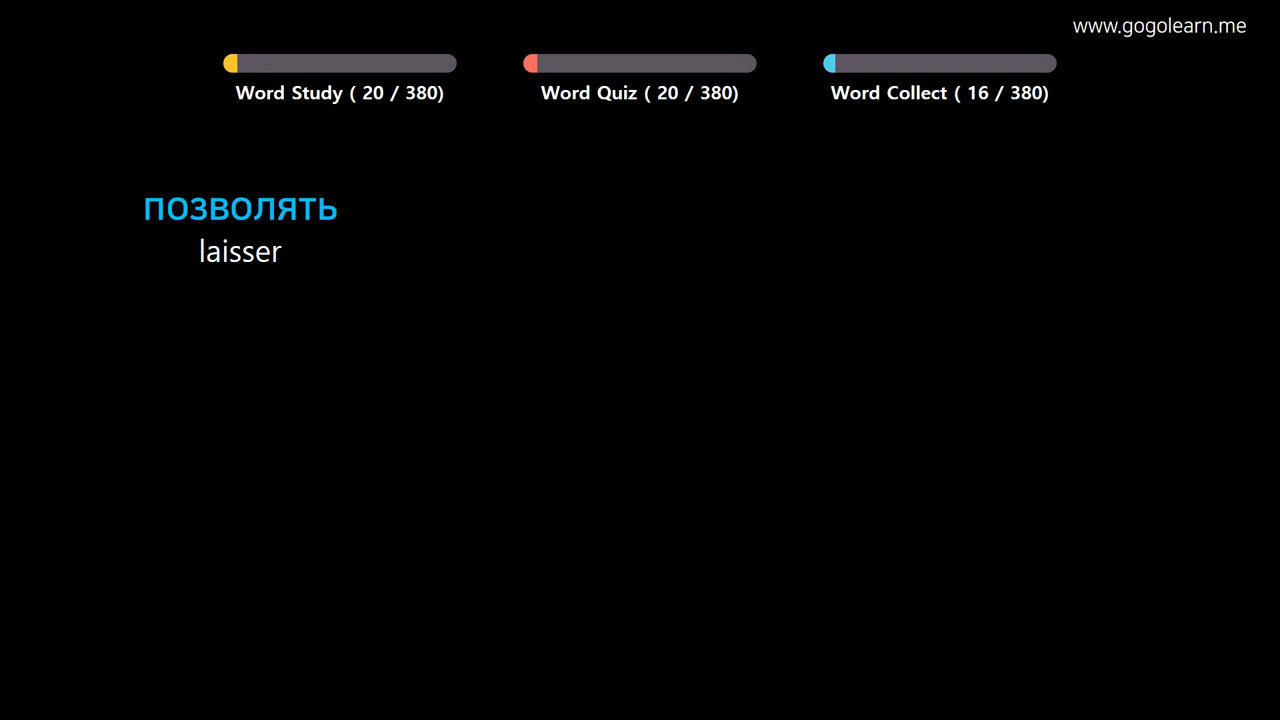 www.gogolearn.me
Word Study ( 20 / 380)
Word Quiz ( 20 / 380)
Word Collect ( 16 / 380)
ПОЗВОЛЯТЬ
laisser